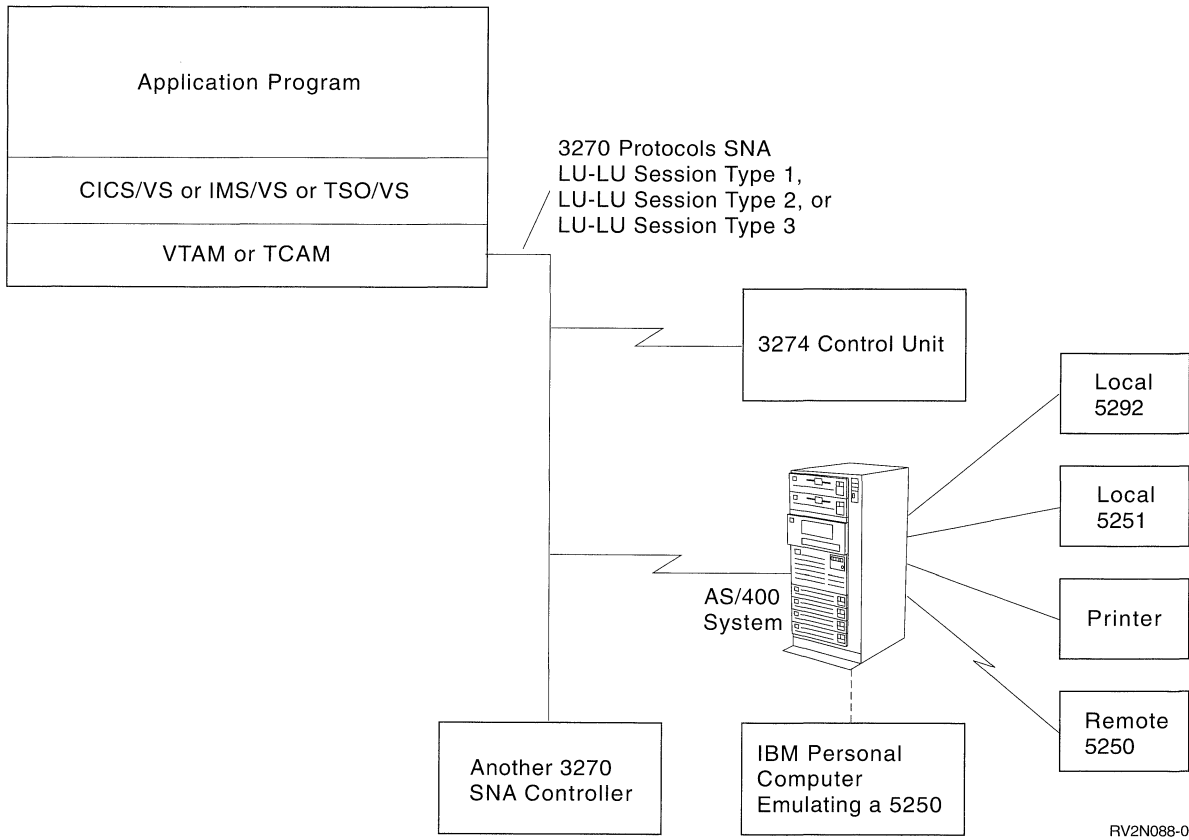 Application Program
CICS/VS or IMS/VS or TSO/VS
VTAM or TCAM
3270 Protocols SNA
LU-LU Session Type 1,
LU-LU Session Type 2, or
LU-LU Session Type 3
3274 Control Unit
Local
5292
Local
5251
AS/400
System
Printer
Remote
5250
Another 3270
SNA Controller
IBM Personal
Computer
Emulating a 5250
RV2N088-0